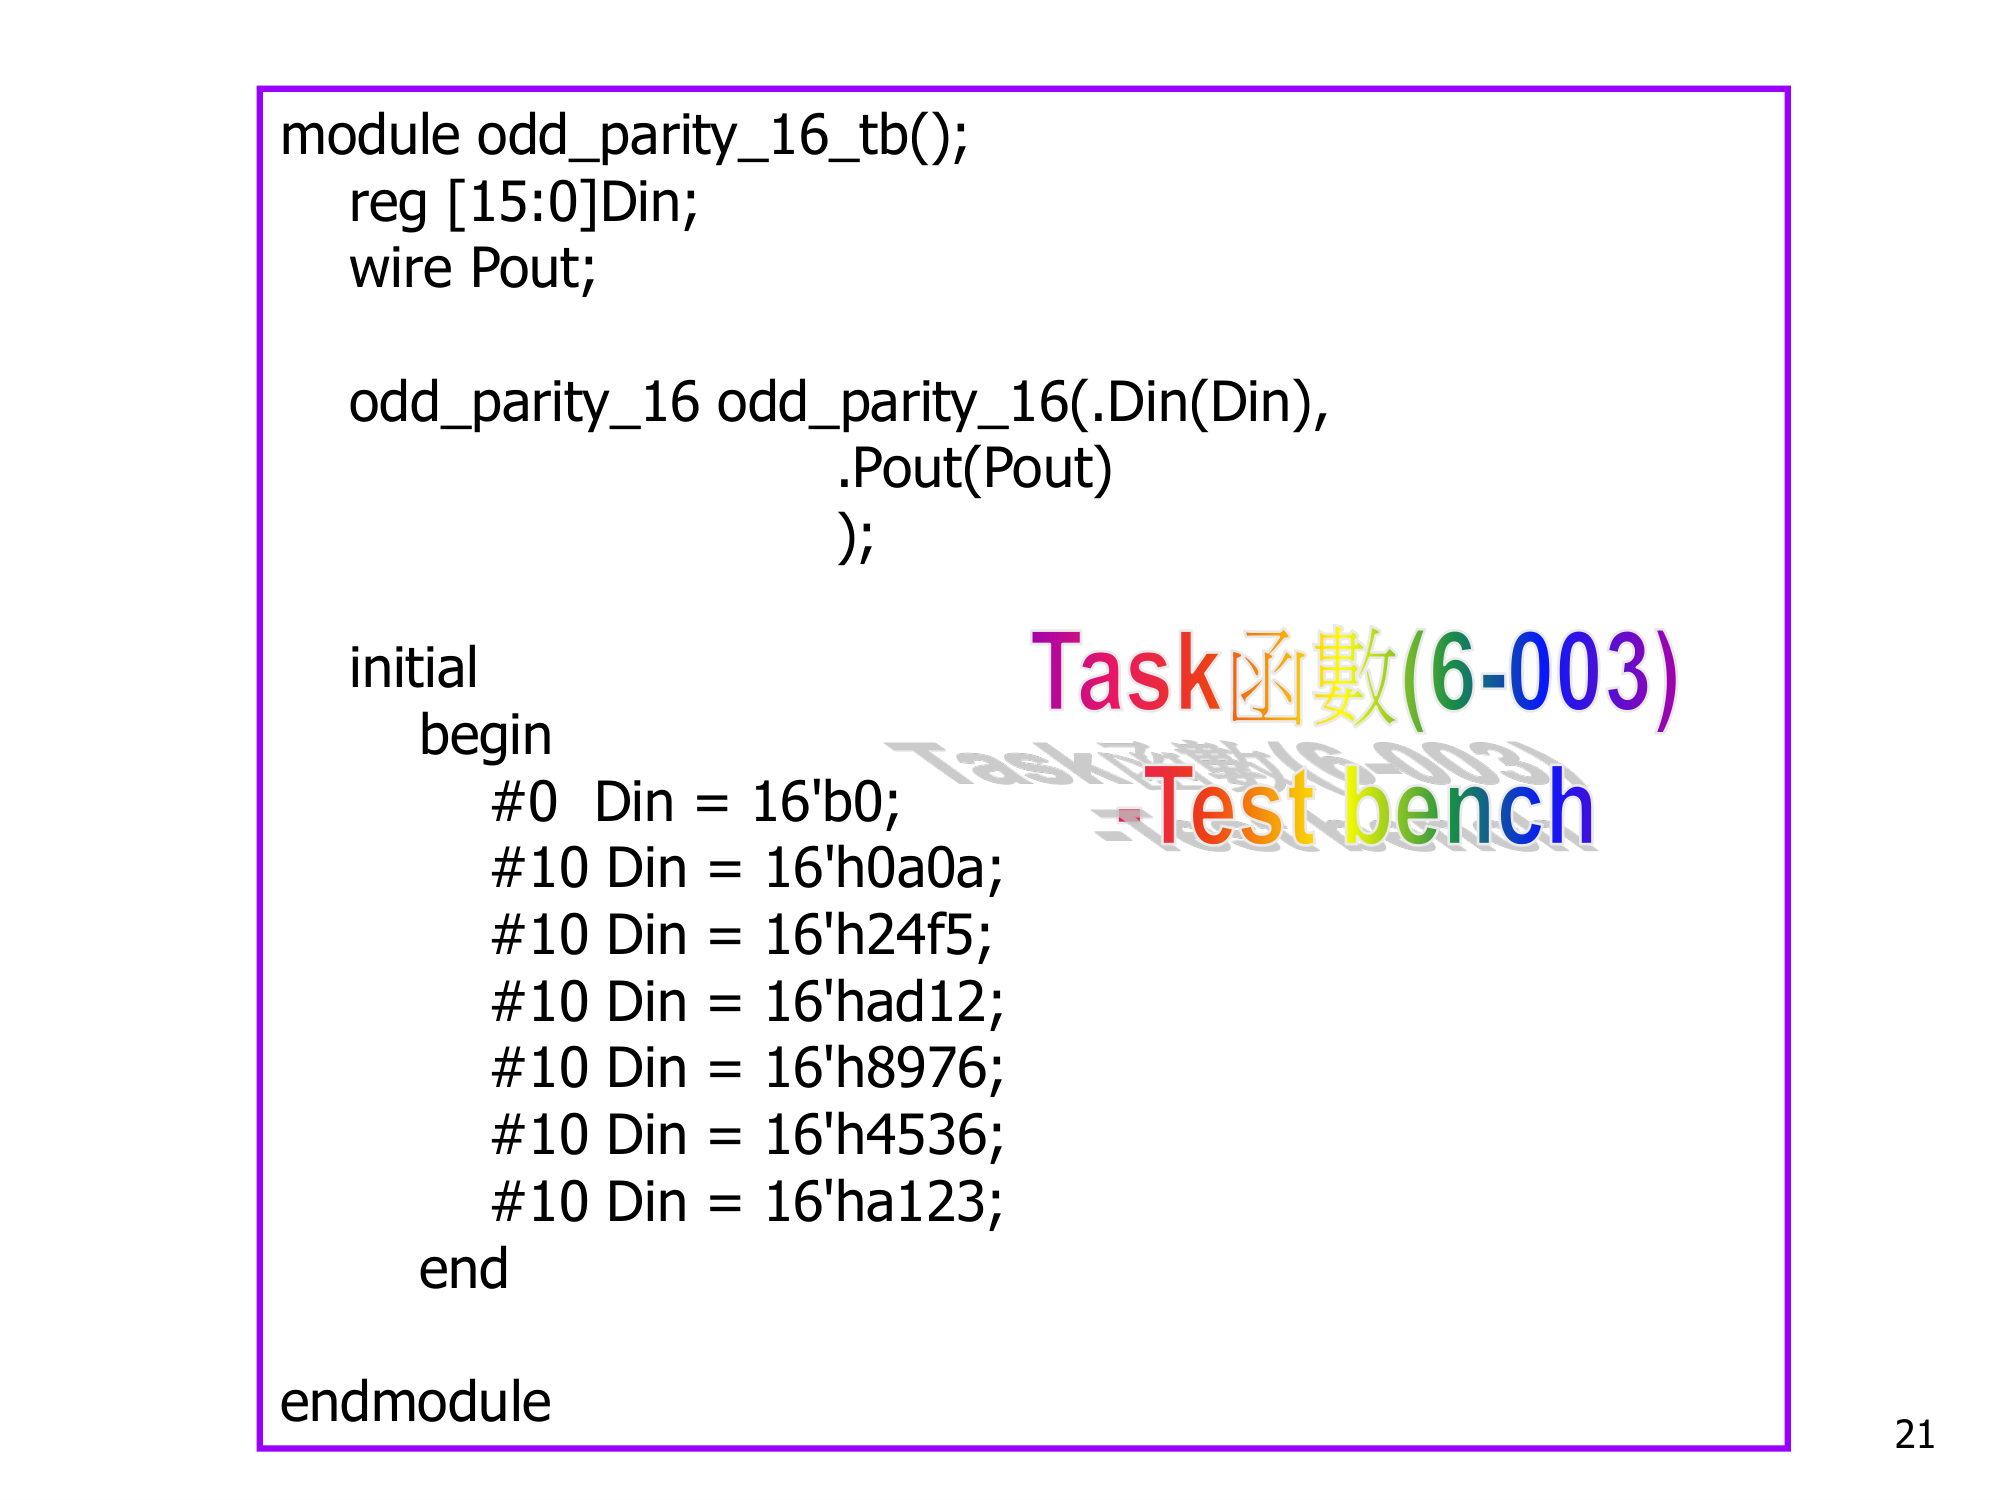 module odd_parity_16_tb();
reg [15:0]Din;
wire Pout;
odd_parity_16 odd_parity_16(.Din(Din),
.Pout(Pout)
);
initial
begin
#0  Din = 16'b0;
#10 Din = 16'h0a0a;
#10 Din = 16'h24f5;
#10 Din = 16'had12;
#10 Din = 16'h8976;
#10 Din = 16'h4536;
#10 Din = 16'ha123;
end
endmodule
Task函數(6-003)
-Test bench
21